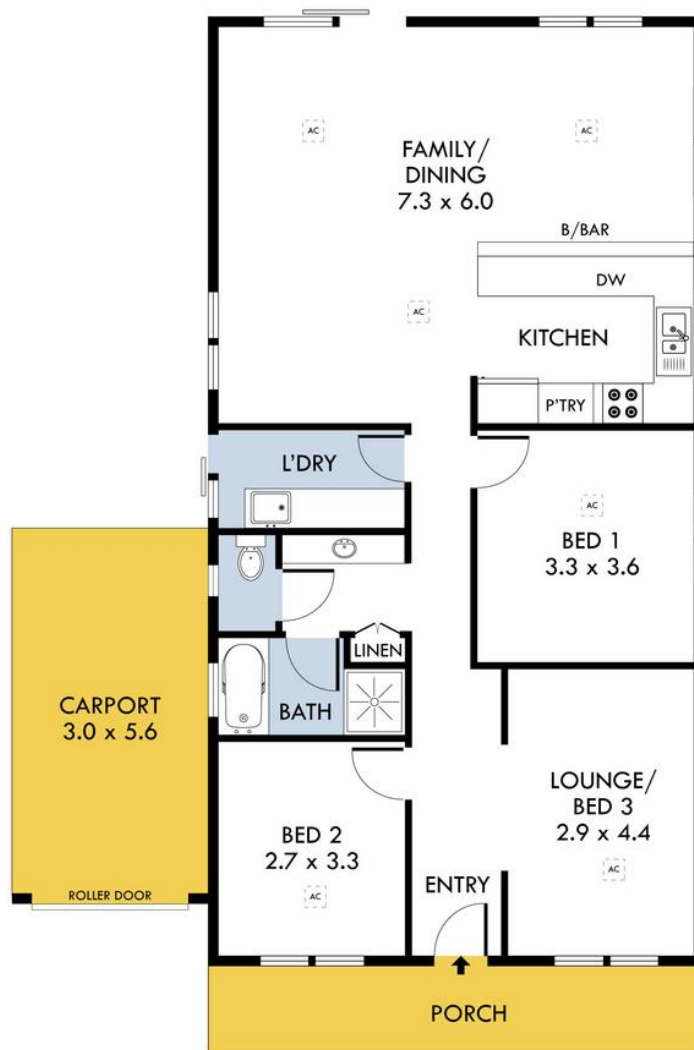 AC
AC
FAMILY/
DINING
7.3 x 6.0
B/BAR
DW
AC
KITCHEN
P'TRY
L'DRY
AC
BED 1
3.3 x 3.6
LINEN
BATH
CARPORT
3.0 x 5.6
ROLLER DOOR
BED 2
2.7 x 3.3
AC
LOUNGE/
BED 3
2.9 x 4.4
AC
ENTRY
PORCH